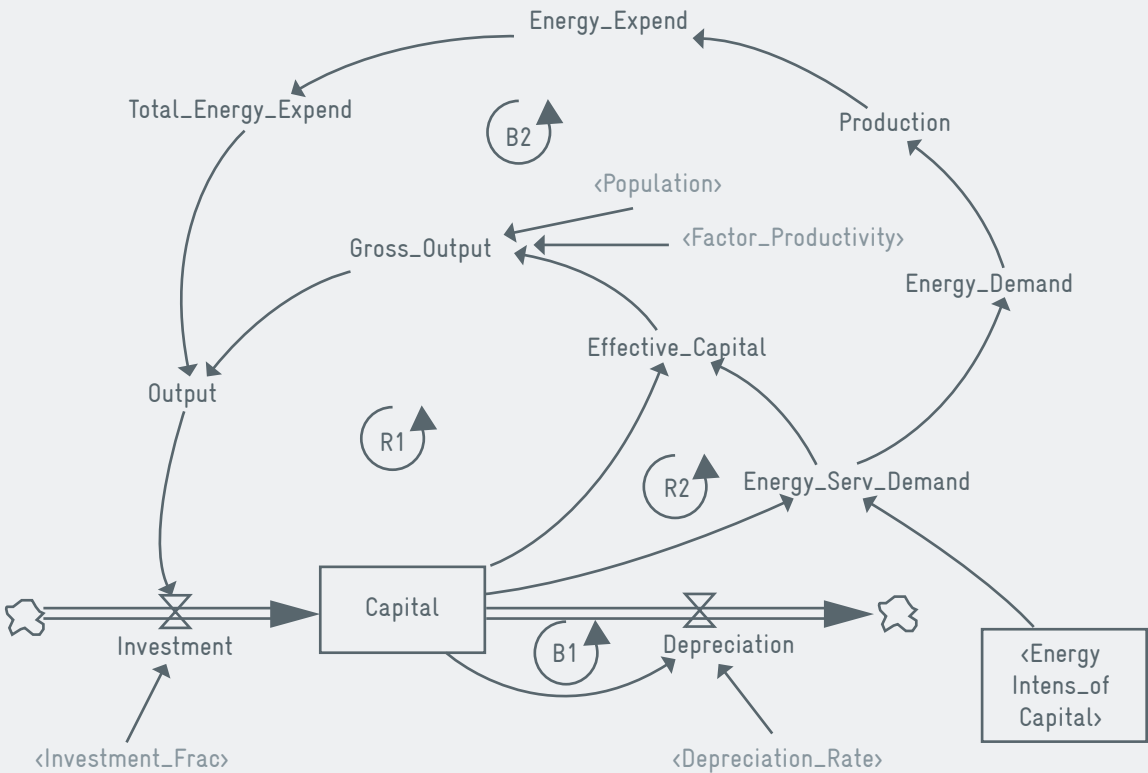 Energy_Expend
Total_Energy_Expend
B2
Production
<Population>
Gross_Output
<Factor_Productivity>
Energy_Demand
Effective_Capital
Output
R1
R2
Energy_Serv_Demand
Capital
Investment
B1
Depreciation
<Energy
Intens_of
Capital>
<Investment_Frac>
<Depreciation_Rate>